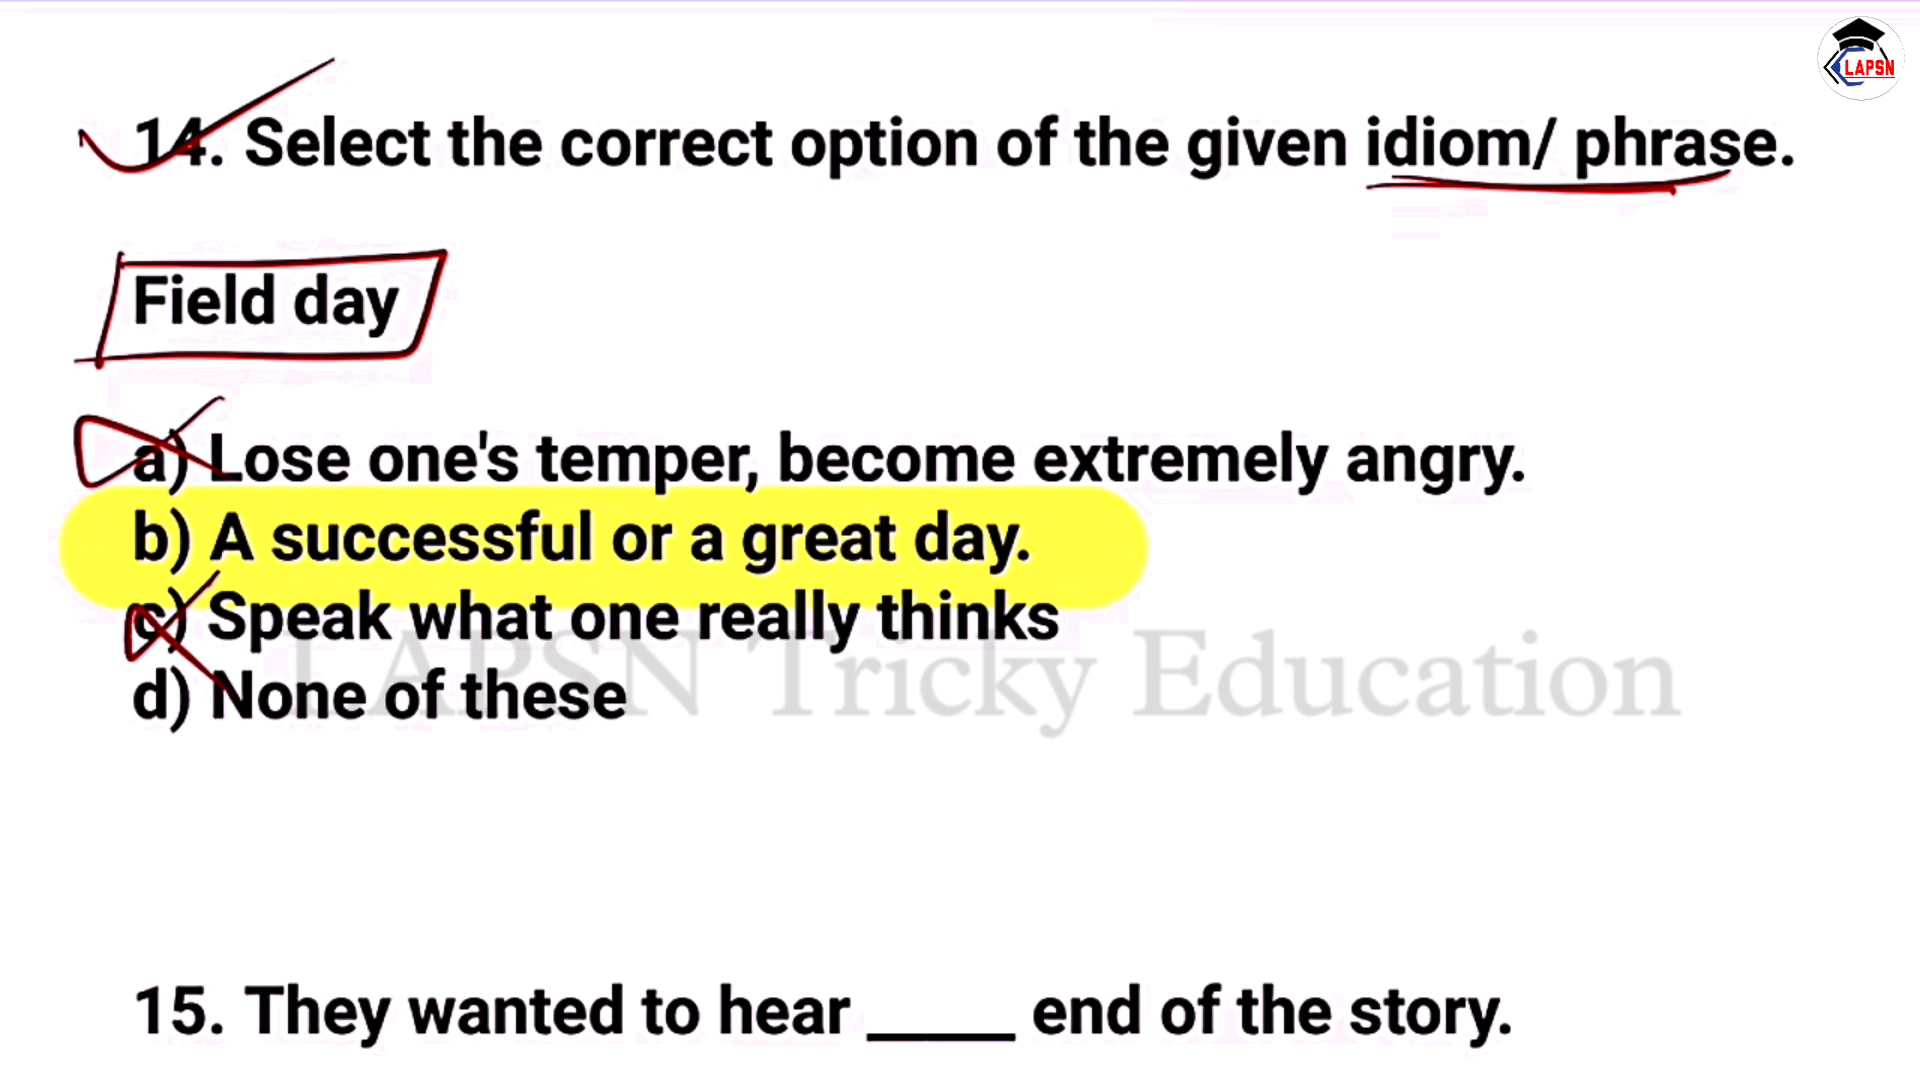 LAPSN
14. Select the correct option of the given idiom/ phrase.
Field day
a) Lose one's temper, become extremely angry.
b) A successful or a great day.
c) Speak what one really thinks
LAPSN Tricky Education
d) None of these
15. They wanted to hear _____ end of the story.